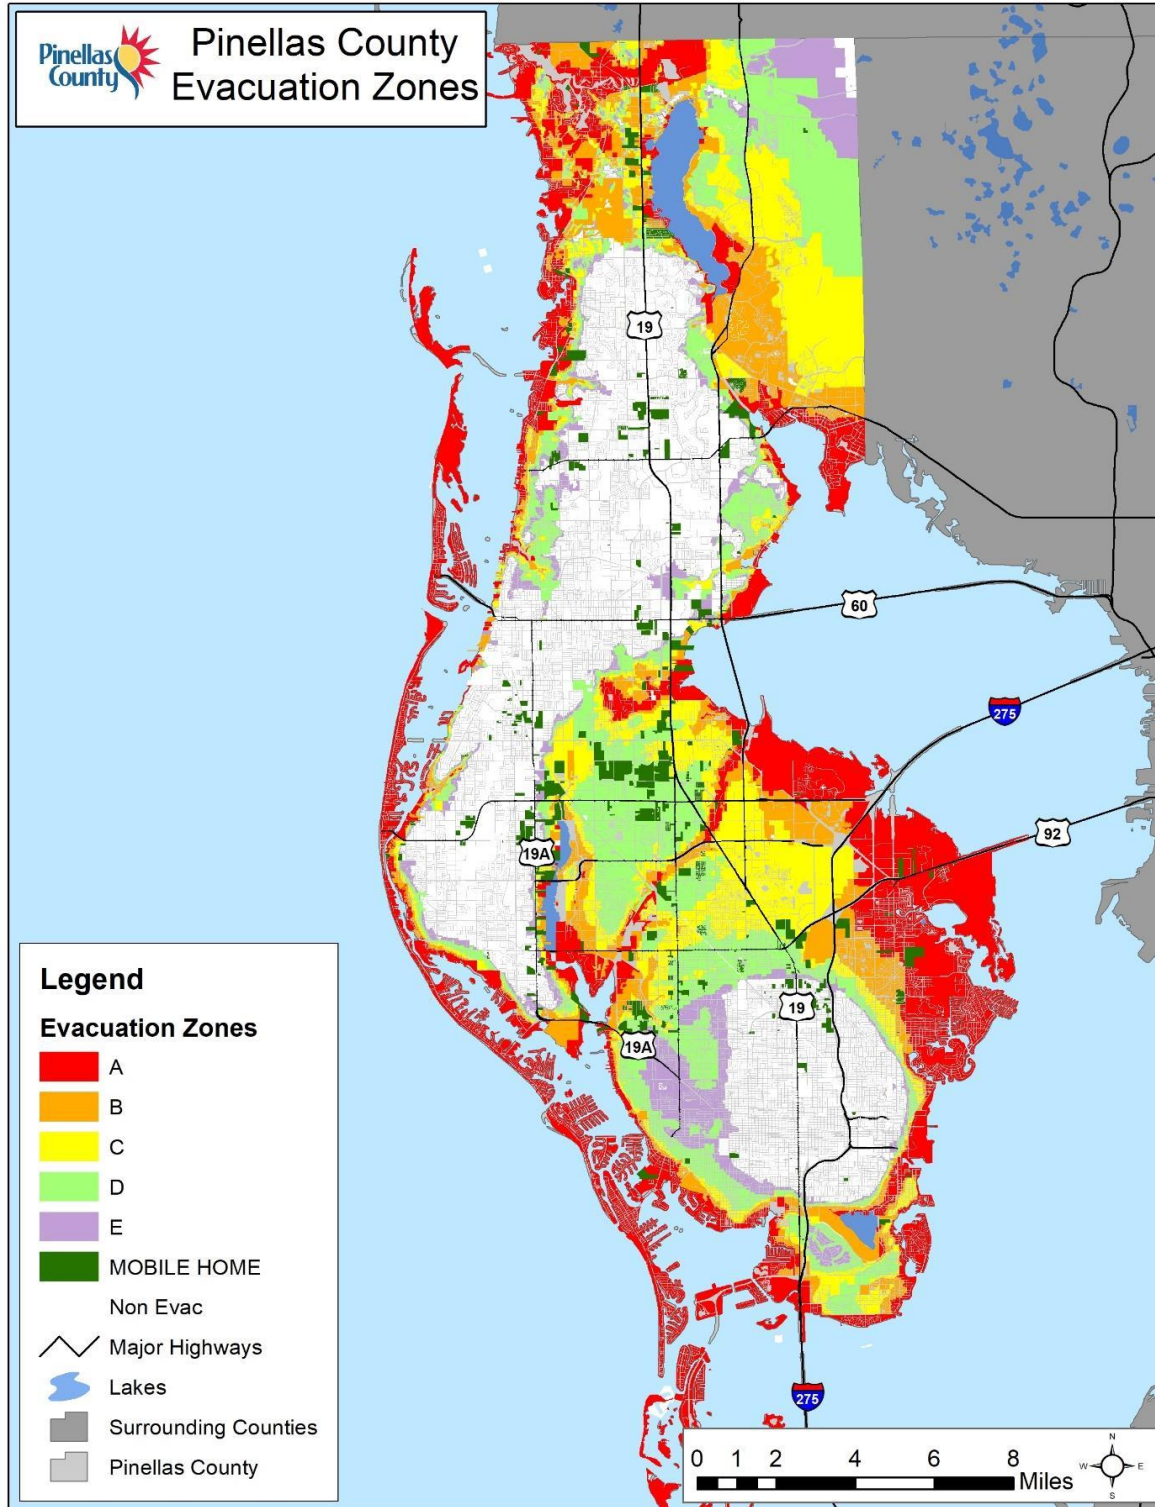 Pinellas
County
Pinellas County
Evacuation Zones
19
60
275
92
19A
19
19A
275
Legend
Evacuation Zones
A
B
C
D
E
MOBILE HOME
Non Evac
Major Highways
Lakes
Surrounding Counties
Pinellas County
0 1 2 4 6 8
Miles
N
W E
S